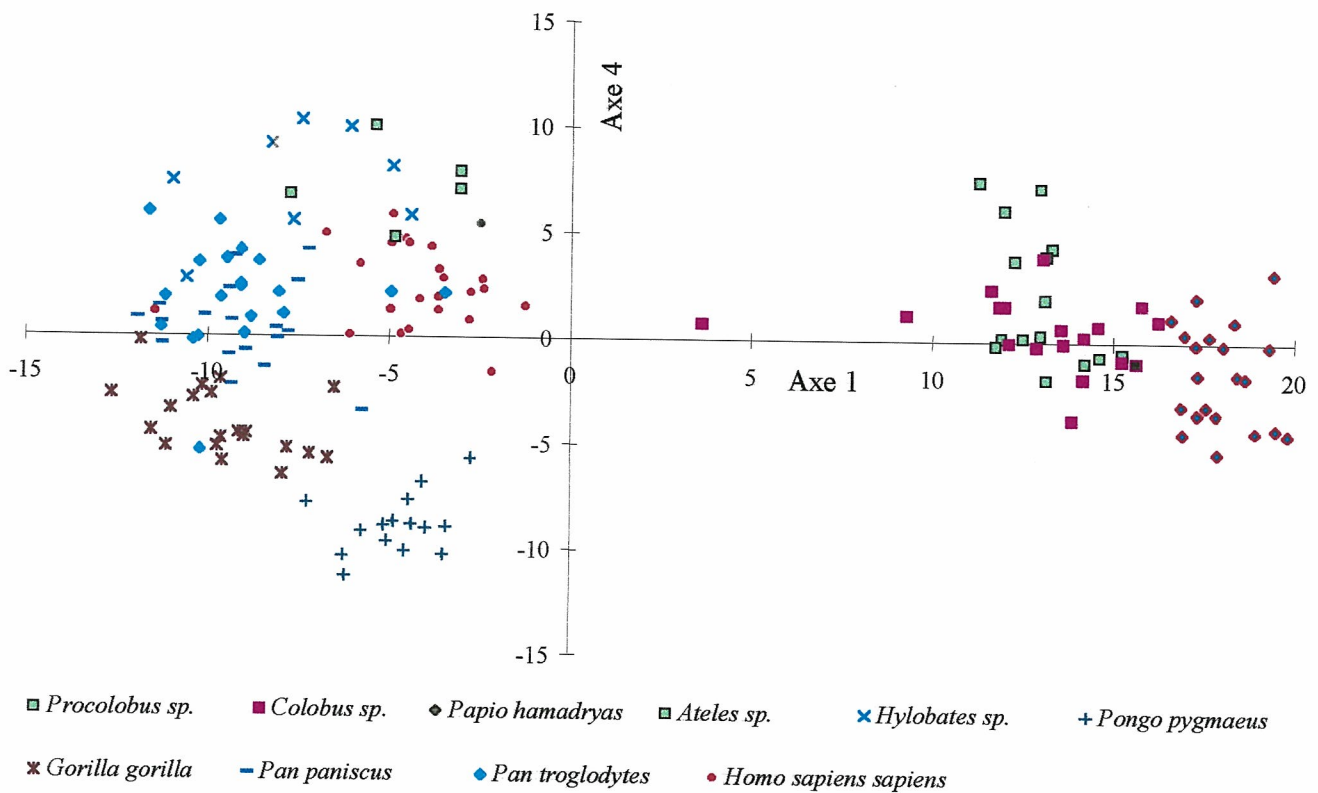 15
10
5
0
-5
-10
-15
Axe 4
-15 -10 -5 0 5 10 15 20
Axe 1
Procolobus sp. Colobus sp. Papio hamadryas Ateles sp. Hylobates sp. Pongo pygmaeus
Gorilla gorilla Pan paniscus Pan troglodytes Homo sapiens sapiens